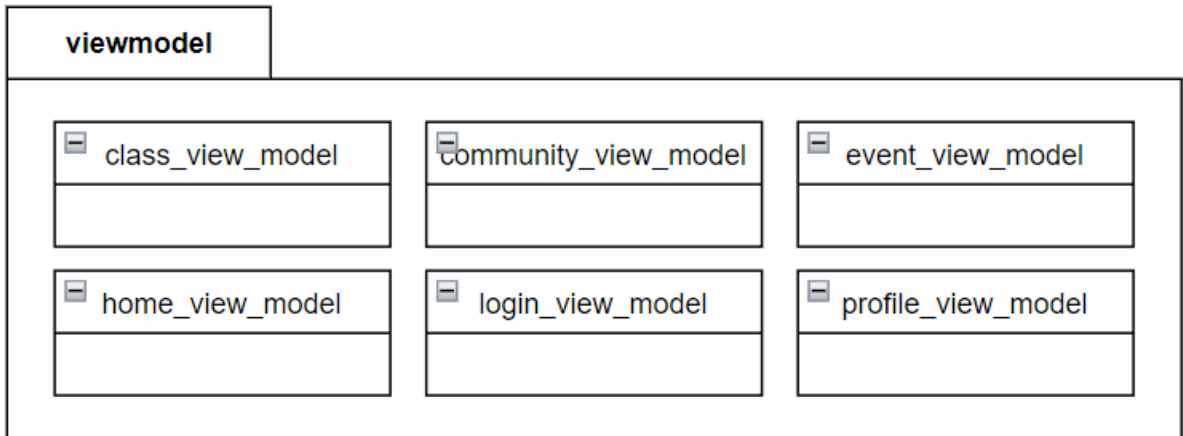 viewmodel
class_view_model
community_view_model
event_view_model
home_view_model
login_view_model
profile_view_model